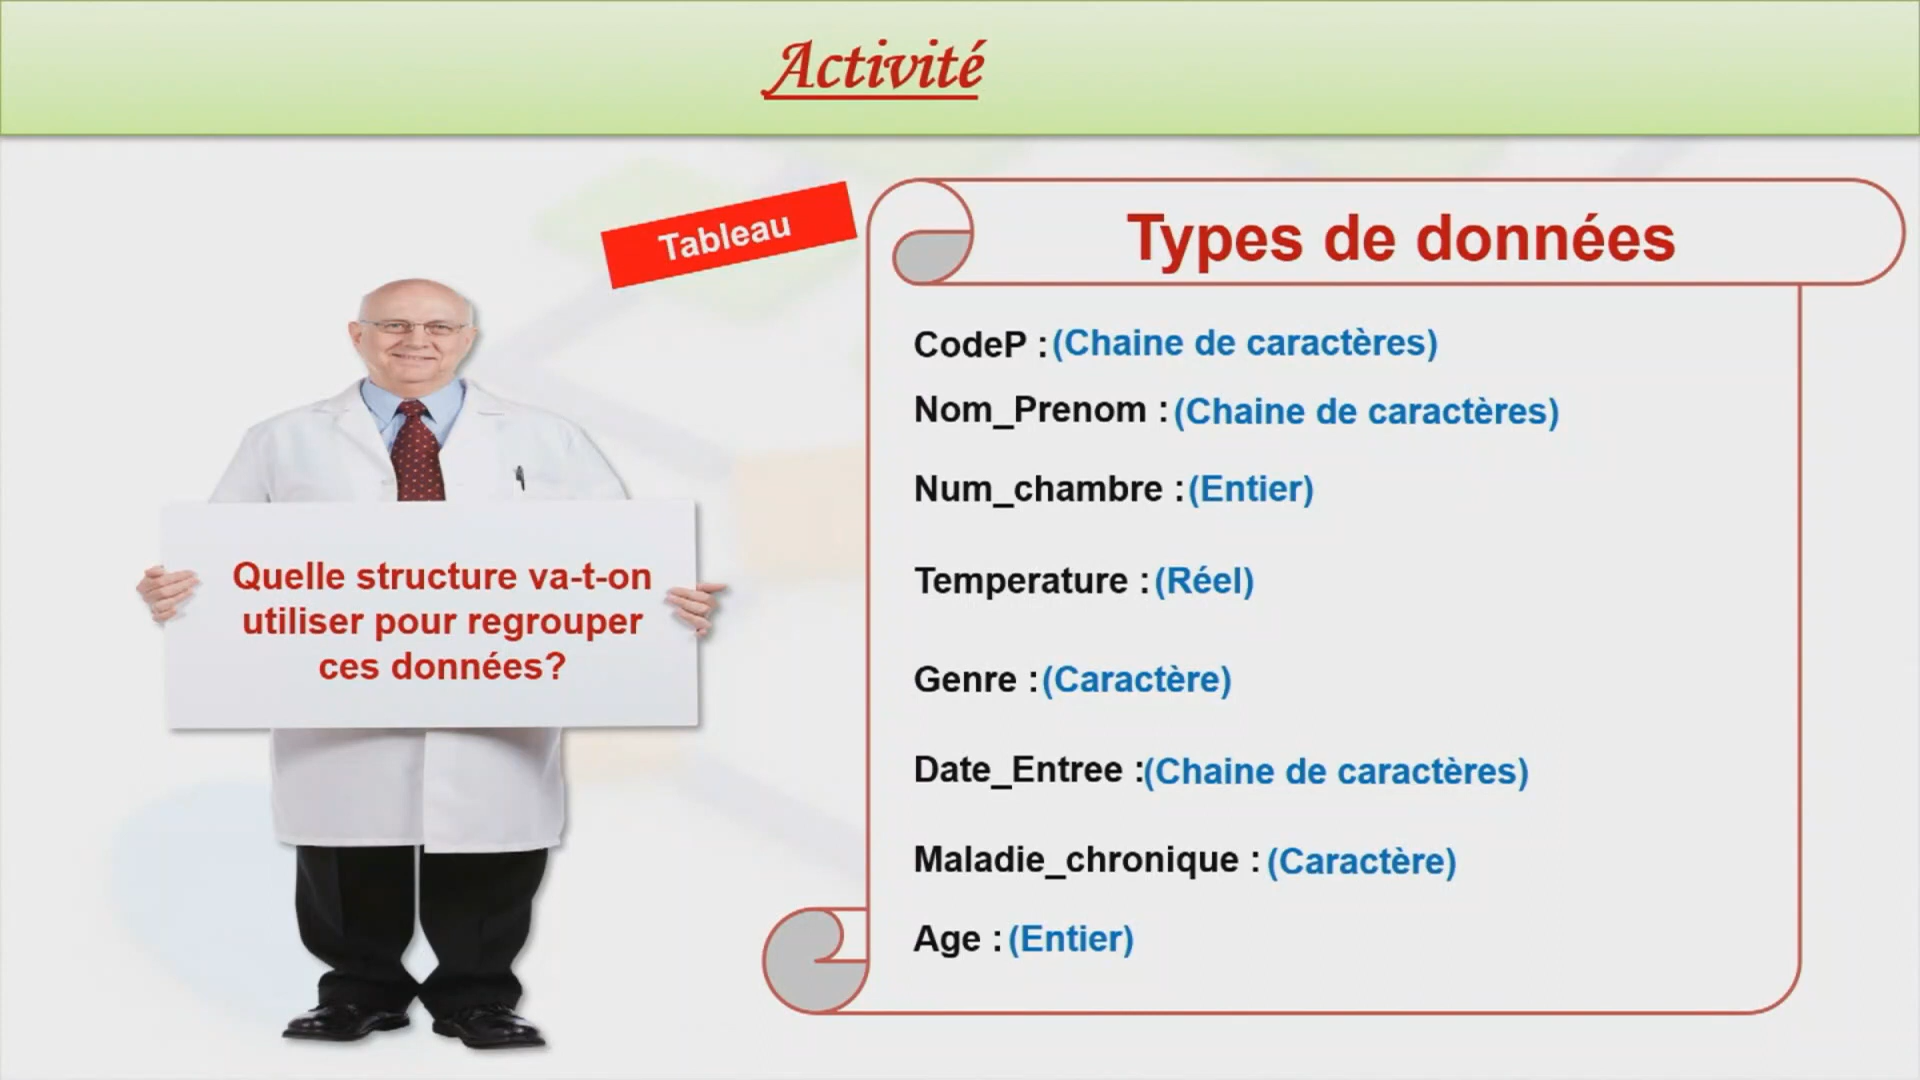 Activité
Tableau
Types de données
CodeP : (Chaine de caractères)
Nom_Prenom : (Chaine de caractères)
Num_chambre : (Entier)
Temperature : (Réel)
Genre : (Caractère)
Date_Entree :(Chaine de caractères)
Maladie_chronique : (Caractère)
Age : (Entier)
Quelle structure va-t-on
utiliser pour regrouper
ces données?